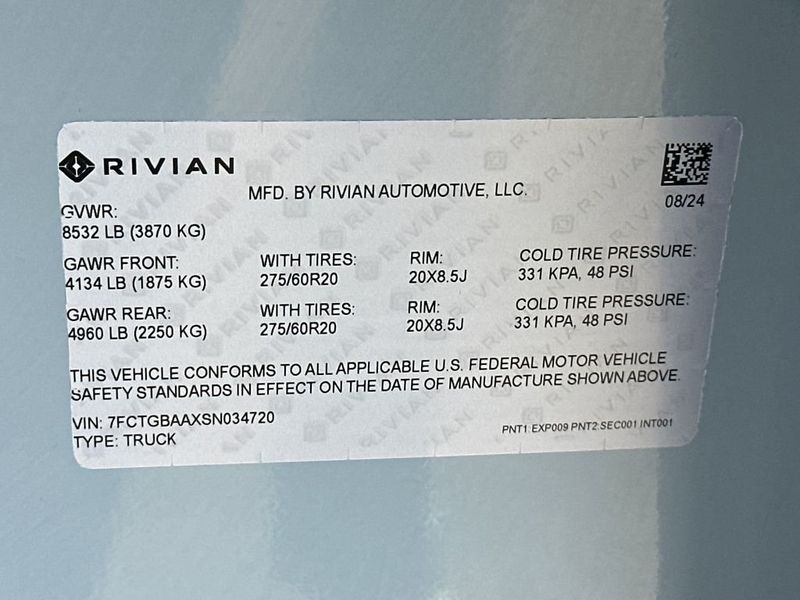 RIVIAN
MFD. BY RIVIAN AUTOMOTIVE, LLC.
08/24
GVWR:
8532 LB (3870 KG)
GAWR FRONT: WITH TIRES: RIM: COLD TIRE PRESSURE:
4134 LB (1875 KG) 275/60R20 20X8.5J 331 KPA, 48 PSI
GAWR REAR: WITH TIRES: RIM: COLD TIRE PRESSURE:
4960 LB (2250 KG) 275/60R20 20X8.5J 331 KPA, 48 PSI
THIS VEHICLE CONFORMS TO ALL APPLICABLE U.S. FEDERAL MOTOR VEHICLE
SAFETY STANDARDS IN EFFECT ON THE DATE OF MANUFACTURE SHOWN ABOVE.
VIN: 7FCTGBAAXSN034720
TYPE: TRUCK
PNT1:EXP009 PNT2:SEC001 INT001